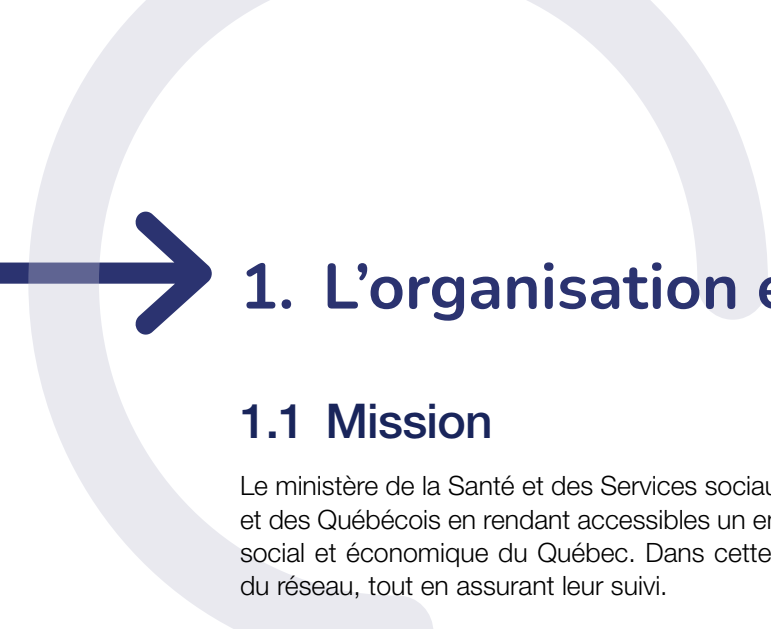 1. L’organisation e
1.1 Mission
Le ministère de la Santé et des Services sociau
et des Québécois en rendant accessibles un en
social et économique du Québec. Dans cette
du réseau, tout en assurant leur suivi.